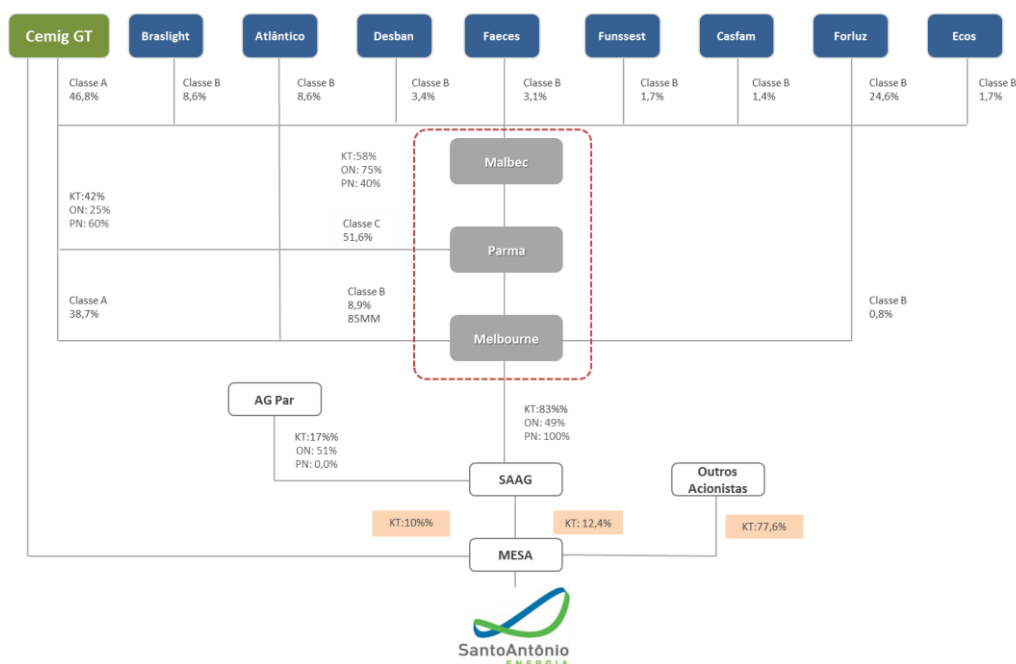 Cemig GT
Braslight
Atlântico
Desban
Faeces
Funssest
Casfam
Forluz
Ecos
Classe A
46,8%
Classe B
8,6%
Classe B
8,6%
Classe B
3,4%
Classe B
3,1%
Classe B
1,7%
Classe B
1,4%
Classe B
24,6%
Classe B
1,7%
KT:58%
ON: 75%
PN: 40%
Malbec
KT:42%
ON: 25%
PN: 60%
Classe C
51,6%
Parma
Classe A
38,7%
Classe B
8,9%
85MM
Classe B
0,8%
Melbourne
AG Par
KT:83%%
ON: 49%
PN: 100%
KT:17%%
ON: 51%
PN: 0,0%
SAAG
Outros
Acionistas
KT:10%%
KT: 12,4%
KT:77,6%
MESA
SantoAntônio
ENERGIA